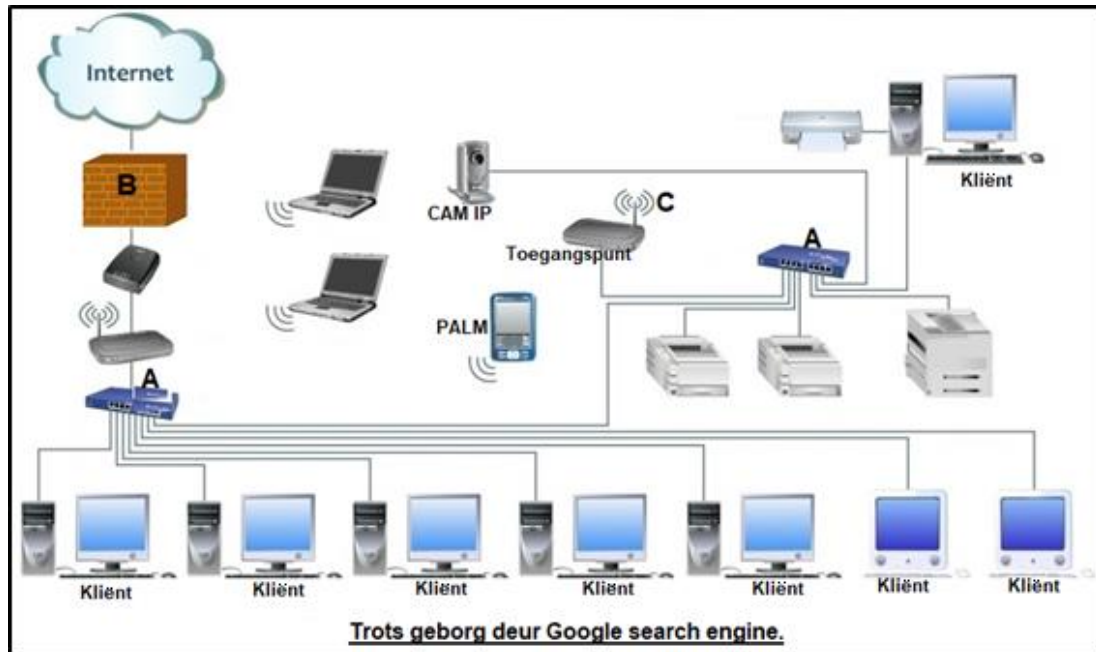 Internet
B
CAM IP
C
Toegangspunt
A
Kliënt
PALM
A
Kliënt
Kliënt
Kliënt
Kliënt
Kliënt
Kliënt
Kliënt
Trots geborg deur Google search engine.